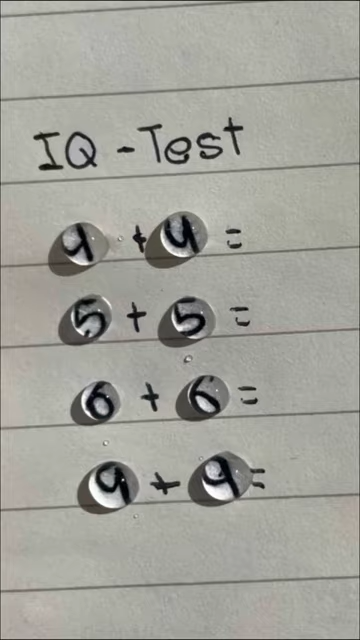 IQ - Test
4 + 4 =
5 + 5 =
6 + 6 =
9 + 9 =